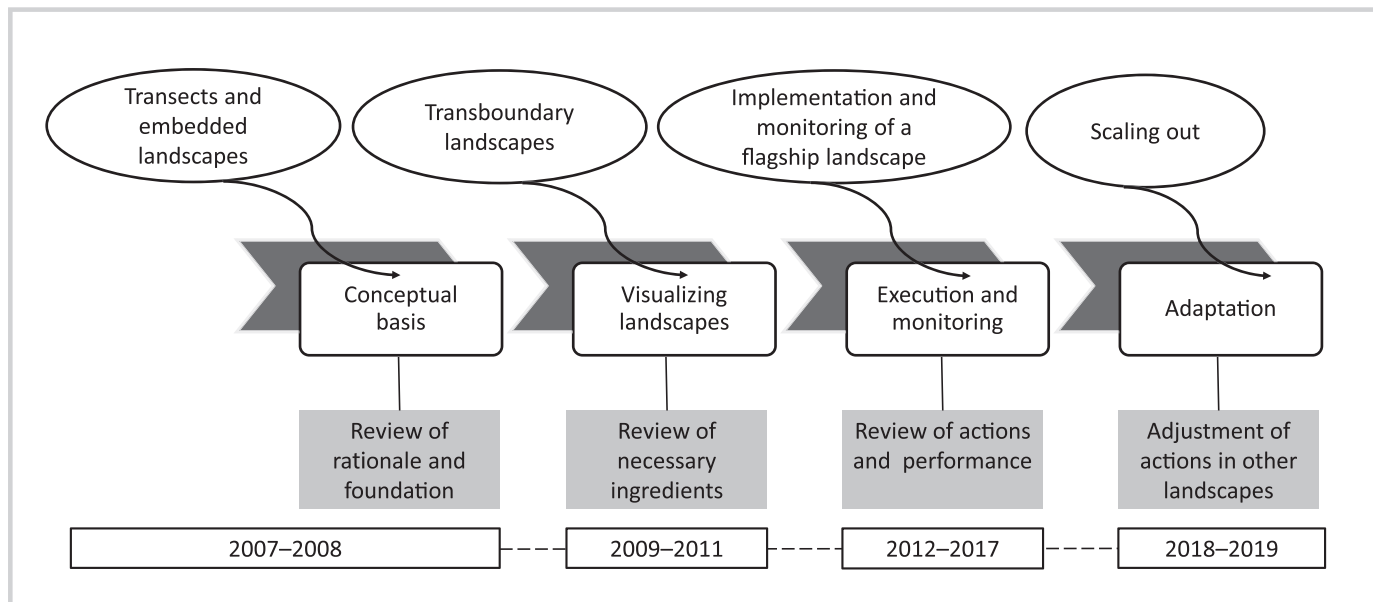 Transects and
embedded
landscapes
Transboundary
landscapes
Implementation and
monitoring of a
flagship landscape
Scaling out
Conceptual
basis
Visualizing
landscapes
Execution and
monitoring
Adaptation
Review of
rationale and
foundation
Review of
necessary
ingredients
Review of actions
and performance
Adjustment of
actions in other
landscapes
2007–2008
2009–2011
2012–2017
2018–2019